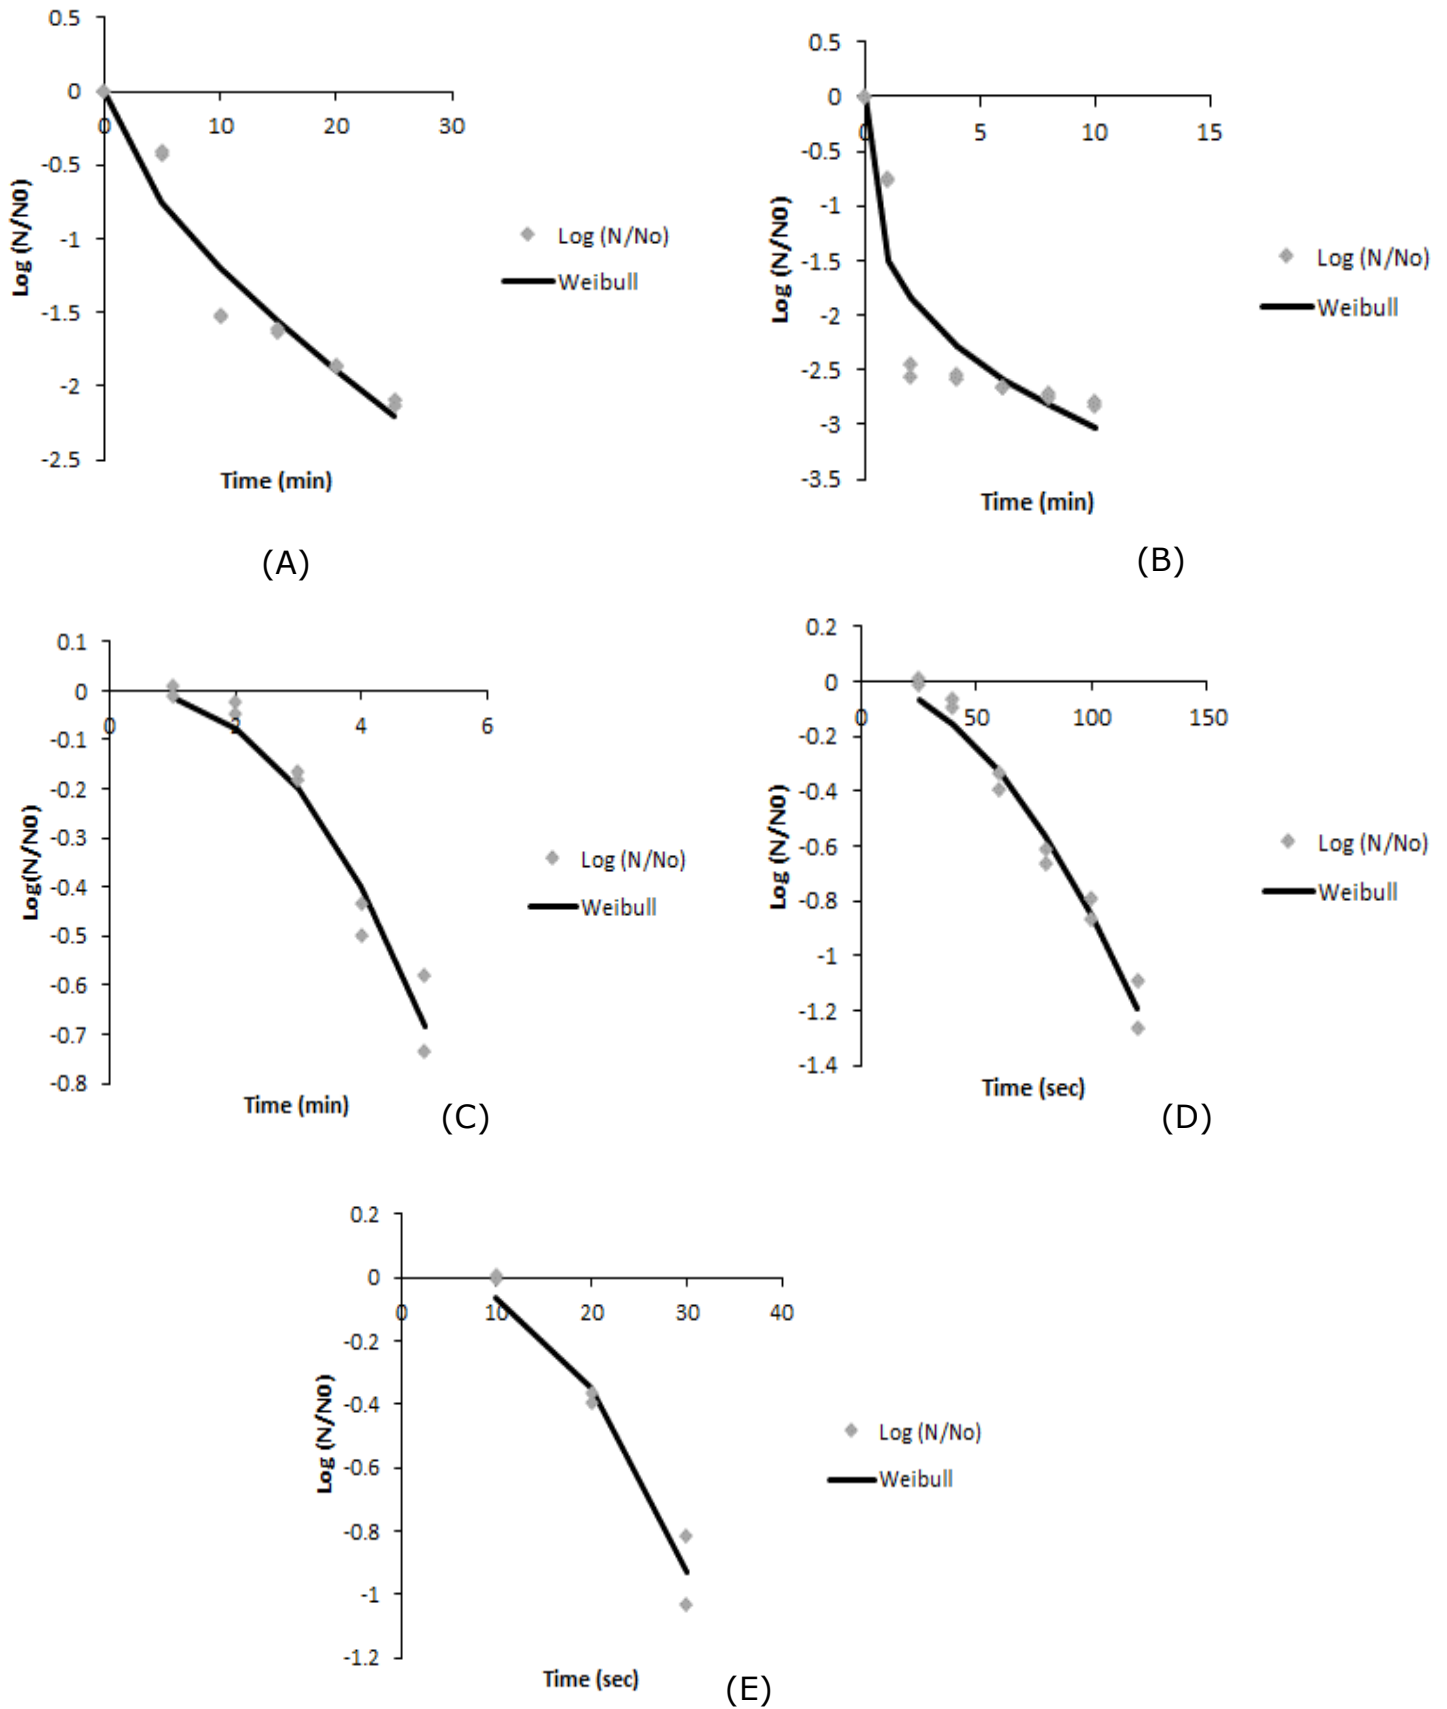 0.5
0
-0.5
-1
-1.5
-2
-2.5
0
10
20
30
Log (N/N0)
Time (min)
Log (N/No)
Weibull
(A)
0.5
0
-0.5
-1
-1.5
-2
-2.5
-3
-3.5
0
5
10
15
Log (N/N0)
Time (min)
Log (N/No)
Weibull
(B)
0.1
0
-0.1
-0.2
-0.3
-0.4
-0.5
-0.6
-0.7
-0.8
0
2
4
6
Log(N/N0)
Time (min)
Log (N/No)
Weibull
(C)
0.2
0
-0.2
-0.4
-0.6
-0.8
-1
-1.2
-1.4
0
50
100
150
Log (N/N0)
Time (sec)
Log (N/No)
Weibull
(D)
0.2
0
-0.2
-0.4
-0.6
-0.8
-1
-1.2
0
10
20
30
40
Log (N/N0)
Time (sec)
Log (N/No)
Weibull
(E)